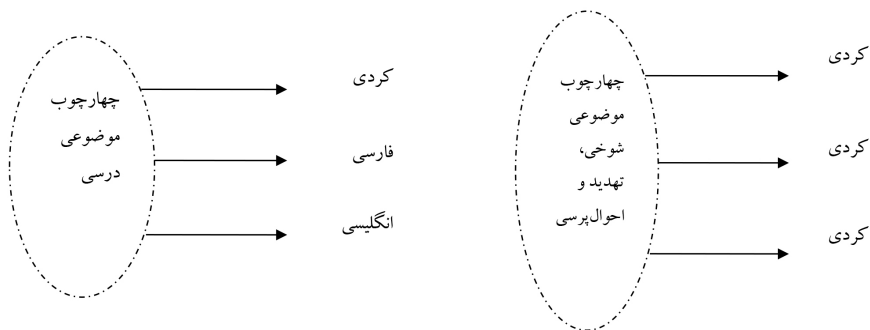 چهارچوب
موضوعی
شوخی،
تهدید و
احوال‌پرسی
کردی
کردی
کردی
چهارچوب
موضوعی
درسی
کردی
فارسی
انگلیسی